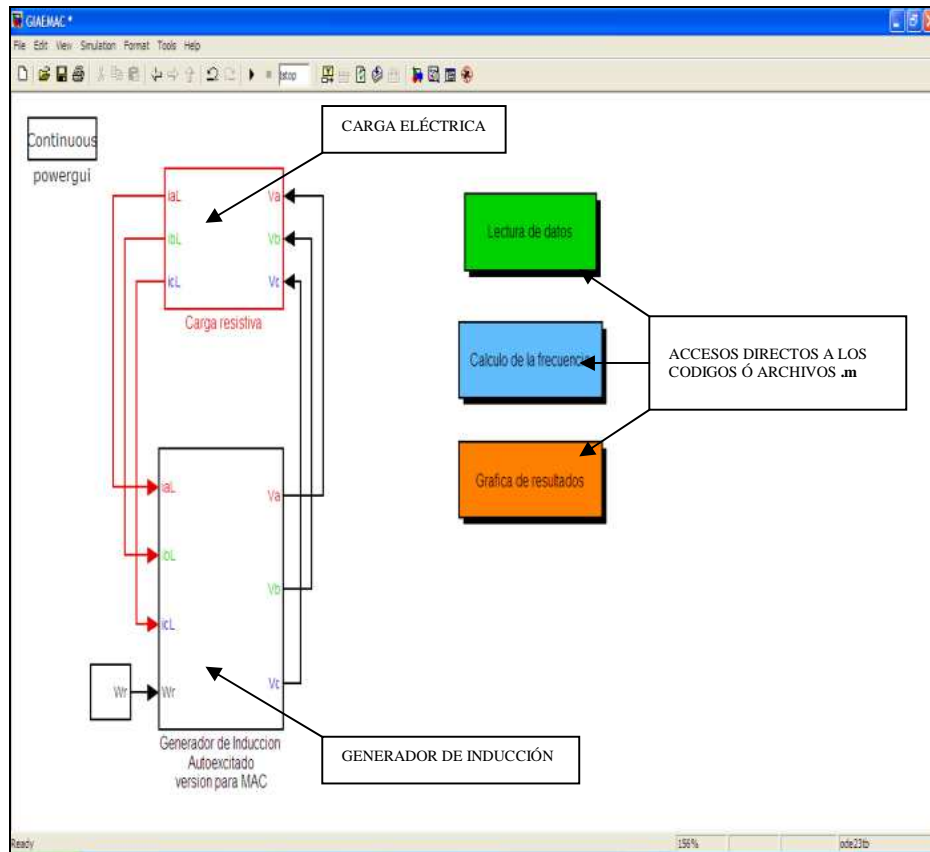 GIAEMAC *
File Edit View Simulation Format Tools Help
tstop
CARGA ELÉCTRICA
Continuous
powergui
iaL
Va
ibL
Vb
icL
Vc
Carga resistiva
Lectura de datos
Calculo de la frecuencia
ACCESOS DIRECTOS A LOS
CODIGOS Ó ARCHIVOS .m
Grafica de resultados
iaL
Va
ibL
Vb
icL
Vc
Wr
Wr
Generador de Induccion
Autoexcitado
version para MAC
GENERADOR DE INDUCCIÓN
Ready
156%
ode23tb